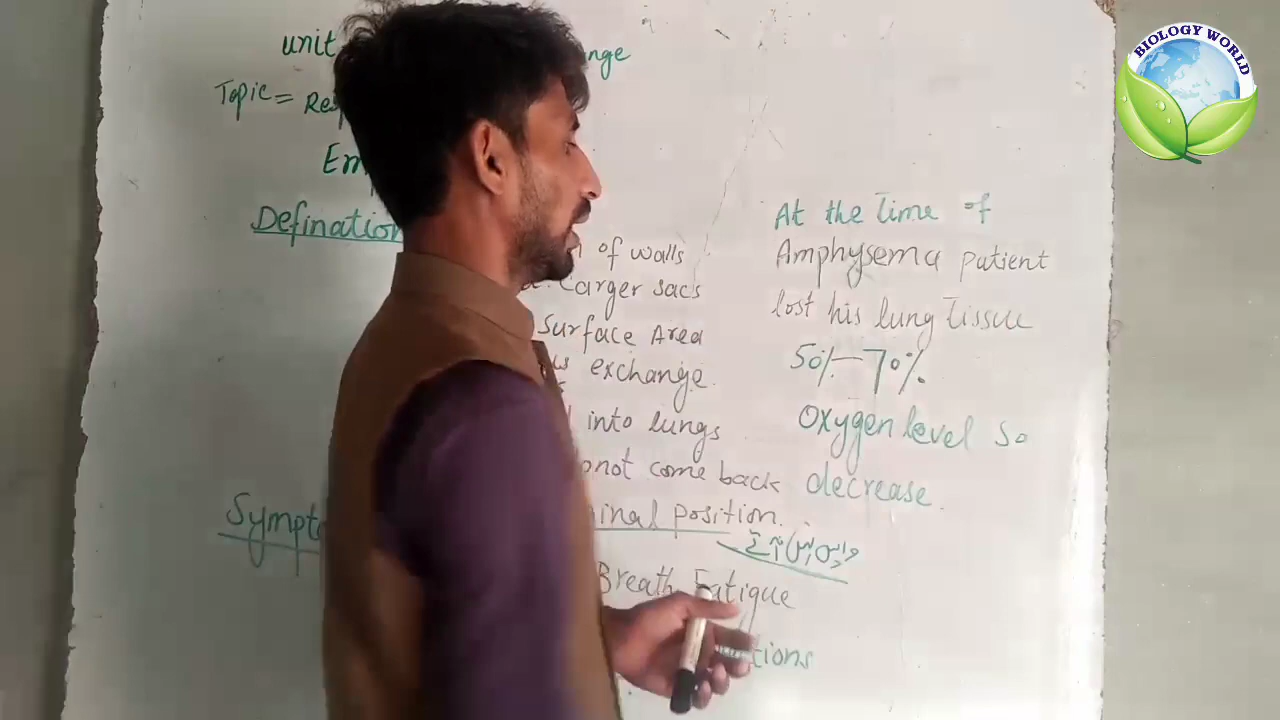 BIOLOGY WORLD
unit nge
Topic = Res
Em
Defination
of walls
Larger sacs
Surface Area
exchange.
into lungs
not come back
Sympto inal position.
Breath Fatigue
tions
At the Time of
Amphysema patient
lost his lung Tissue
50%—70%.
Oxygen level so
decrease.